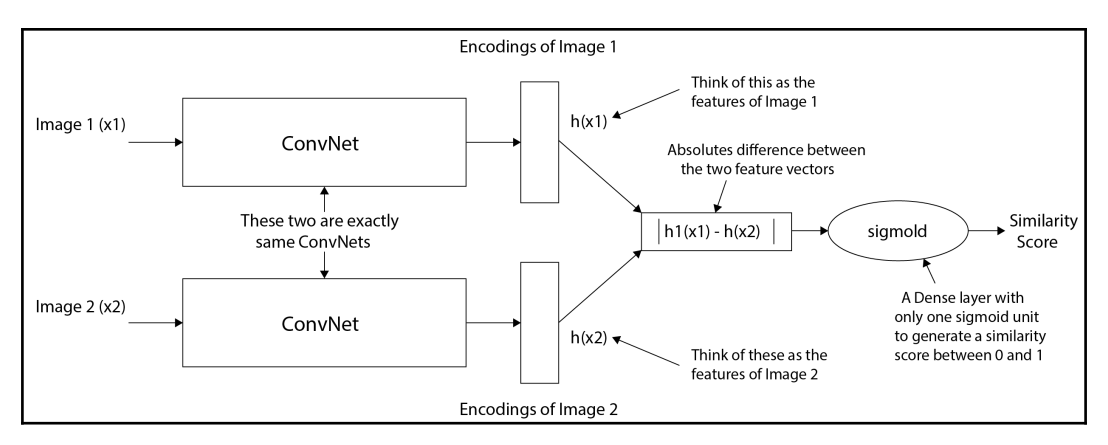 Encodings of Image 1
Think of this as the
features of Image 1
Image 1 (x1)
h(x1)
ConvNet
Absolutes difference between
the two feature vectors
These two are exactly
same ConvNets
|h1(x1) - h(x2) |
sigmold
Similarity
Score
Image 2 (x2)
ConvNet
h(x2)
A Dense layer with
only one sigmoid unit
to generate a similarity
score between 0 and 1
Think of these as the
features of Image 2
Encodings of Image 2